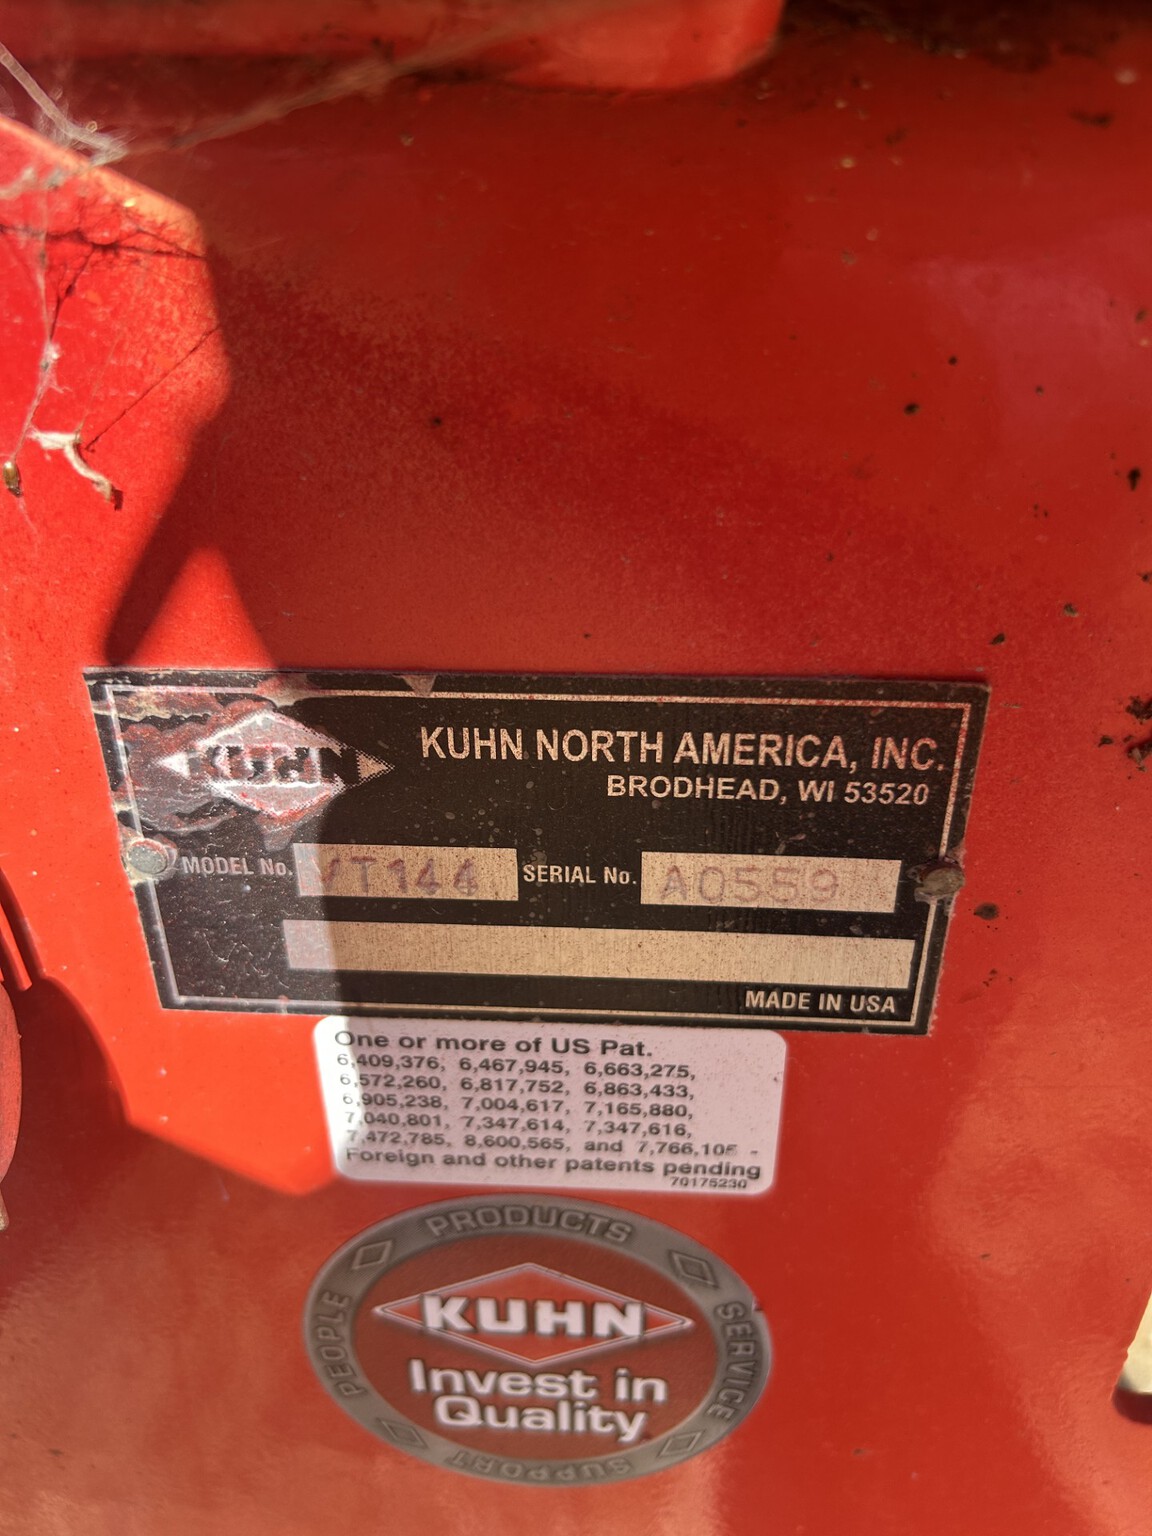 KUHN
KUHN NORTH AMERICA, INC.
BRODHEAD, WI 53520
MODEL No. VT144 SERIAL No. A0559
MADE IN USA
One or more of US Pat.
6,409,376, 6,467,945, 6,663,275,
6,572,260, 6,817,752, 6,863,433,
6,905,238, 7,004,617, 7,165,880,
7,040,801, 7,347,614, 7,347,616,
7,472,785, 8,600,565, and 7,766,105 -
Foreign and other patents pending
70175230
PRODUCTS
PEOPLE
SERVICE
KUHN
Invest in
Quality
SUPPORT